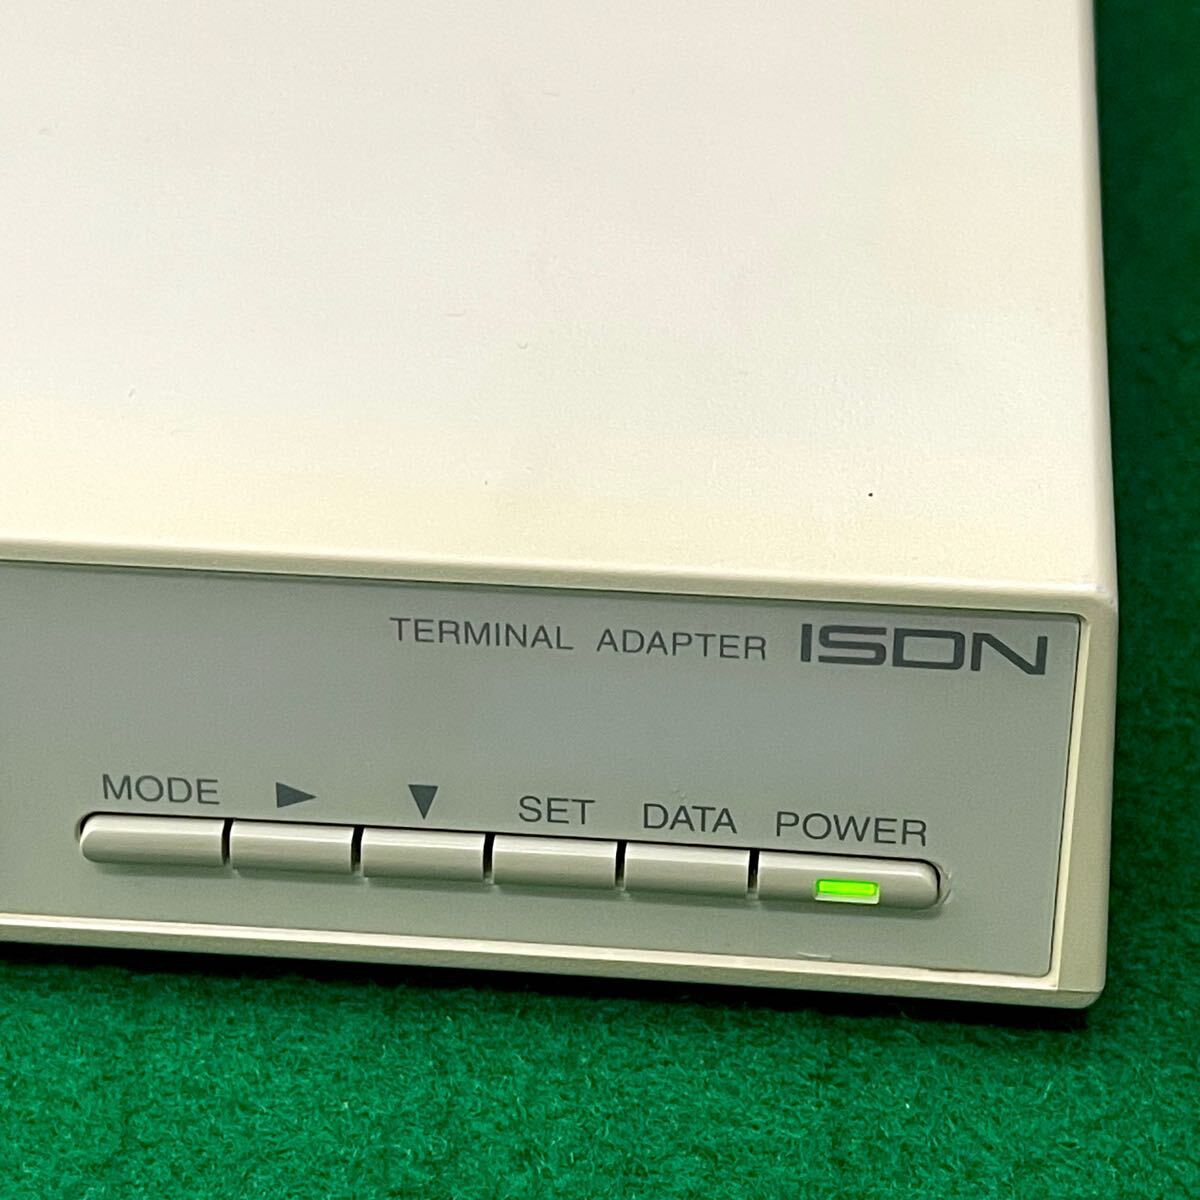 TERMINAL ADAPTER ISDN
MODE ► ▼ SET DATA POWER